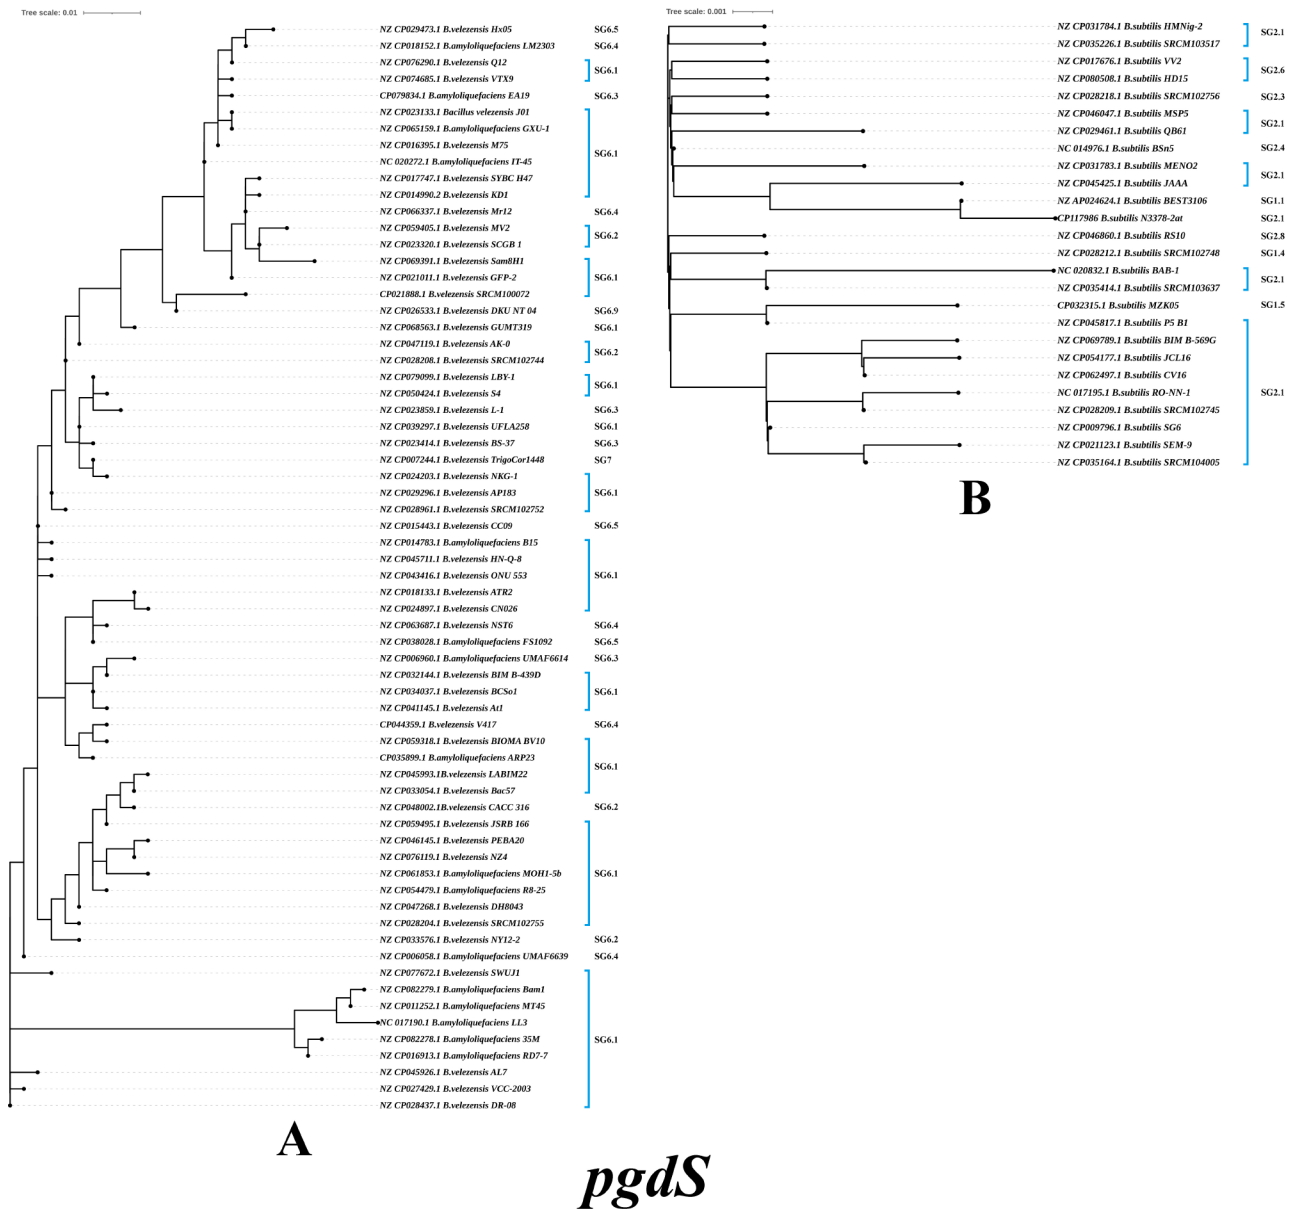 Tree scale: 0.01
NZ CP029473.1 B.velezensis Hx05 SG6.5
NZ CP018152.1 B.amyloliquefaciens LM2303 SG6.4
NZ CP076290.1 B.velezensis Q12
SG6.1
NZ CP074685.1 B.velezensis VTX9
CP079834.1 B.amyloliquefaciens EA19 SG6.3
NZ CP023133.1 Bacillus velezensis J01
NZ CP065159.1 B.amyloliquefaciens GXU-1
NZ CP016395.1 B.velezensis M75
SG6.1
NC 020272.1 B.amyloliquefaciens IT-45
NZ CP017747.1 B.velezensis SYBC H47
NZ CP014990.2 B.velezensis KD1
NZ CP066337.1 B.velezensis Mr12 SG6.4
NZ CP059405.1 B.velezensis MV2
SG6.2
NZ CP023320.1 B.velezensis SCGB 1
NZ CP069391.1 B.velezensis Sam8H1
NZ CP021011.1 B.velezensis GFP-2 SG6.1
CP021888.1 B.velezensis SRCM100072
NZ CP026533.1 B.velezensis DKU NT 04 SG6.9
NZ CP068563.1 B.velezensis GUMT319 SG6.1
NZ CP047119.1 B.velezensis AK-0
SG6.2
NZ CP028208.1 B.velezensis SRCM102744
NZ CP079099.1 B.velezensis LBY-1
SG6.1
NZ CP050424.1 B.velezensis S4
NZ CP023859.1 B.velezensis L-1 SG6.3
NZ CP039297.1 B.velezensis UFLA258 SG6.1
NZ CP023414.1 B.velezensis BS-37 SG6.3
NZ CP007244.1 B.velezensis TrigoCor1448 SG7
NZ CP024203.1 B.velezensis NKG-1
NZ CP029296.1 B.velezensis AP183 SG6.1
NZ CP028961.1 B.velezensis SRCM102752
NZ CP015443.1 B.velezensis CC09 SG6.5
NZ CP014783.1 B.amyloliquefaciens B15
NZ CP045711.1 B.velezensis HN-Q-8
NZ CP043416.1 B.velezensis ONU 553 SG6.1
NZ CP018133.1 B.velezensis ATR2
NZ CP024897.1 B.velezensis CN026
NZ CP063687.1 B.velezensis NST6 SG6.4
NZ CP038028.1 B.amyloliquefaciens FS1092 SG6.5
NZ CP006960.1 B.amyloliquefaciens UMAF6614 SG6.3
NZ CP032144.1 B.velezensis BIM B-439D
NZ CP034037.1 B.velezensis BCSo1 SG6.1
NZ CP041145.1 B.velezensis At1
CP044359.1 B.velezensis V417 SG6.4
NZ CP059318.1 B.velezensis BIOMA BV10
CP035899.1 B.amyloliquefaciens ARP23
SG6.1
NZ CP045993.1B.velezensis LABIM22
NZ CP033054.1 B.velezensis Bac57
NZ CP048002.1B.velezensis CACC 316 SG6.2
NZ CP059495.1 B.velezensis JSRB 166
NZ CP046145.1 B.velezensis PEBA20
NZ CP076119.1 B.velezensis NZ4
NZ CP061853.1 B.amyloliquefaciens MOH1-5b SG6.1
NZ CP054479.1 B.amyloliquefaciens R8-25
NZ CP047268.1 B.velezensis DH8043
NZ CP028204.1 B.velezensis SRCM102755
NZ CP033576.1 B.velezensis NY12-2 SG6.2
NZ CP006058.1 B.amyloliquefaciens UMAF6639 SG6.4
NZ CP077672.1 B.velezensis SWUJ1
NZ CP082279.1 B.amyloliquefaciens Bam1
NZ CP011252.1 B.amyloliquefaciens MT45
NC 017190.1 B.amyloliquefaciens LL3
NZ CP082278.1 B.amyloliquefaciens 35M SG6.1
NZ CP016913.1 B.amyloliquefaciens RD7-7
NZ CP045926.1 B.velezensis AL7
NZ CP027429.1 B.velezensis VCC-2003
NZ CP028437.1 B.velezensis DR-08
A
Tree scale: 0.001
NZ CP031784.1 B.subtilis HMNig-2
SG2.1
NZ CP035226.1 B.subtilis SRCM103517
NZ CP017676.1 B.subtilis VV2
SG2.6
NZ CP080508.1 B.subtilis HD15
NZ CP028218.1 B.subtilis SRCM102756 SG2.3
NZ CP046047.1 B.subtilis MSP5
SG2.1
NZ CP029461.1 B.subtilis QB61
NC 014976.1 B.subtilis BSn5 SG2.4
NZ CP031783.1 B.subtilis MENO2
SG2.1
NZ CP045425.1 B.subtilis JAAA
NZ AP024624.1 B.subtilis BEST3106 SG1.1
CP117986 B.subtilis N3378-2at SG2.1
NZ CP046860.1 B.subtilis RS10 SG2.8
NZ CP028212.1 B.subtilis SRCM102748 SG1.4
NC 020832.1 B.subtilis BAB-1
SG2.1
NZ CP035414.1 B.subtilis SRCM103637
CP032315.1 B.subtilis MZK05 SG1.5
NZ CP045817.1 B.subtilis P5 B1
NZ CP069789.1 B.subtilis BIM B-569G
NZ CP054177.1 B.subtilis JCL16
NZ CP062497.1 B.subtilis CV16
NC 017195.1 B.subtilis RO-NN-1 SG2.1
NZ CP028209.1 B.subtilis SRCM102745
NZ CP009796.1 B.subtilis SG6
NZ CP021123.1 B.subtilis SEM-9
NZ CP035164.1 B.subtilis SRCM104005
B
pgdS